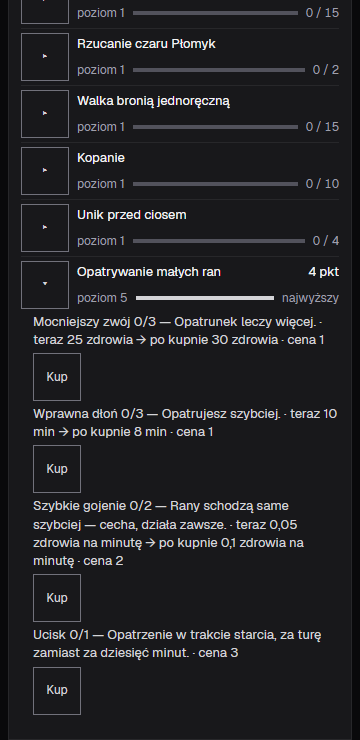 poziom 1 0 / 15
Rzucanie czaru Płomyk
poziom 1 0 / 2
Walka bronią jednoręczną
poziom 1 0 / 15
Kopanie
poziom 1 0 / 10
Unik przed ciosem
poziom 1 0 / 4
Opatrywanie małych ran 4 pkt
poziom 5 najwyższy
Mocniejszy zwój 0/3 — Opatrunek leczy więcej. ·
teraz 25 zdrowia → po kupnie 30 zdrowia · cena 1
Kup
Wprawna dłoń 0/3 — Opatrujesz szybciej. · teraz 10
min → po kupnie 8 min · cena 1
Kup
Szybkie gojenie 0/2 — Rany schodzą same
szybciej — cecha, działa zawsze. · teraz 0,05
zdrowia na minutę → po kupnie 0,1 zdrowia na
minutę · cena 2
Kup
Ucisk 0/1 — Opatrzenie w trakcie starcia, za turę
zamiast za dziesięć minut. · cena 3
Kup